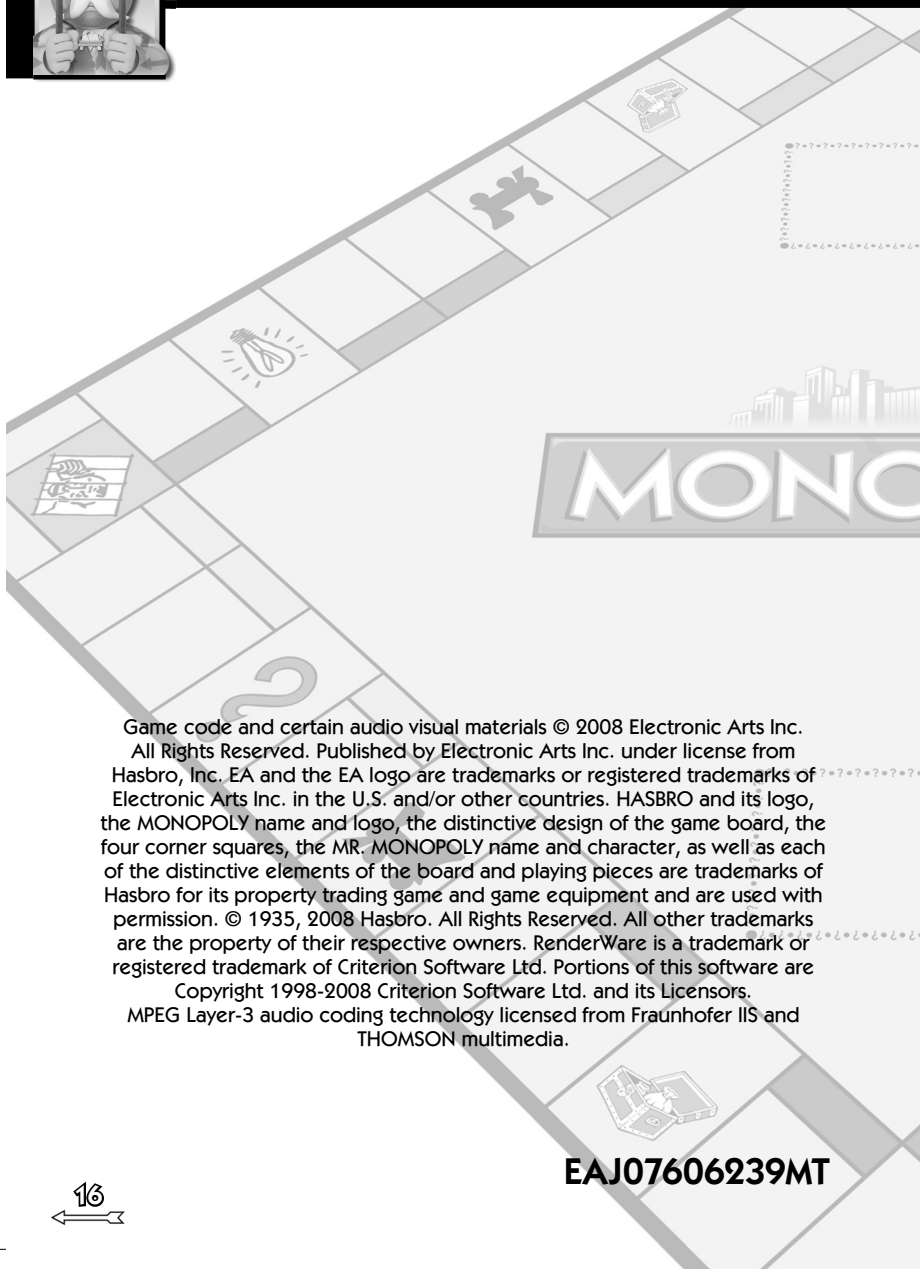 MONO
Game code and certain audio visual materials © 2008 Electronic Arts Inc.
All Rights Reserved. Published by Electronic Arts Inc. under license from
Hasbro, Inc. EA and the EA logo are trademarks or registered trademarks of
Electronic Arts Inc. in the U.S. and/or other countries. HASBRO and its logo,
the MONOPOLY name and logo, the distinctive design of the game board, the
four corner squares, the MR. MONOPOLY name and character, as well as each
of the distinctive elements of the board and playing pieces are trademarks of
Hasbro for its property trading game and game equipment and are used with
permission. © 1935, 2008 Hasbro. All Rights Reserved. All other trademarks
are the property of their respective owners. RenderWare is a trademark or
registered trademark of Criterion Software Ltd. Portions of this software are
Copyright 1998-2008 Criterion Software Ltd. and its Licensors.
MPEG Layer-3 audio coding technology licensed from Fraunhofer IIS and
THOMSON multimedia.
EAJ07606239MT
16